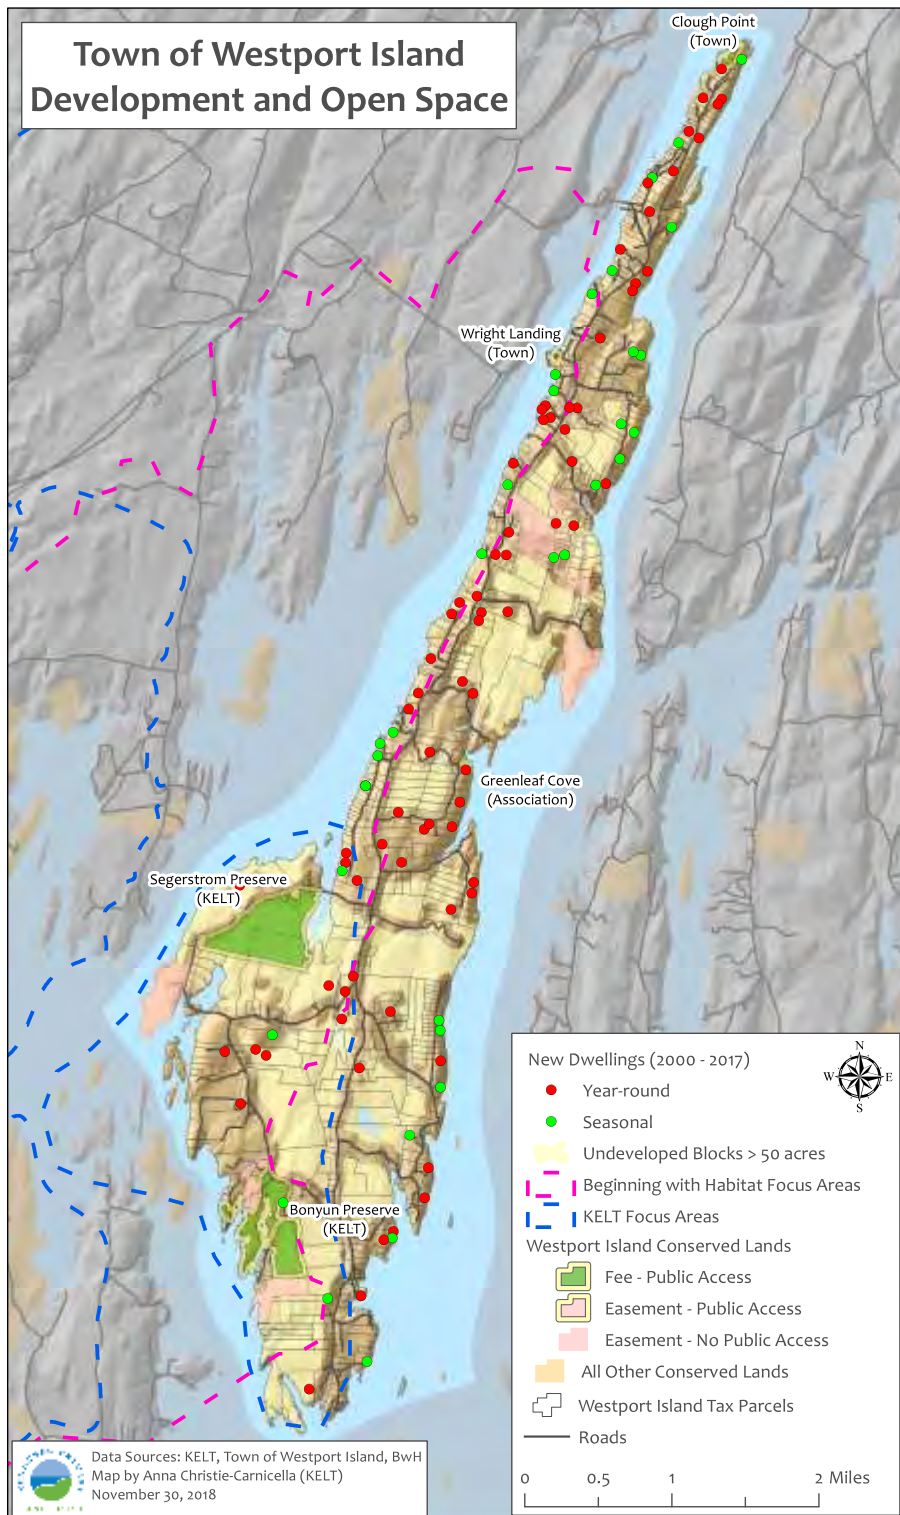 Town of Westport Island
Development and Open Space
Clough Point
(Town)
Wright Landing
(Town)
Greenleaf Cove
(Association)
Segerstrom Preserve
(KELT)
Bonyun Preserve
(KELT)
New Dwellings (2000 - 2017)
Year-round
Seasonal
Undeveloped Blocks > 50 acres
Beginning with Habitat Focus Areas
KELT Focus Areas
Westport Island Conserved Lands
Fee - Public Access
Easement - Public Access
Easement - No Public Access
All Other Conserved Lands
Westport Island Tax Parcels
Roads
N
W E
S
0 0.5 1 2 Miles
Data Sources: KELT, Town of Westport Island, BwH
Map by Anna Christie-Carnicella (KELT)
November 30, 2018